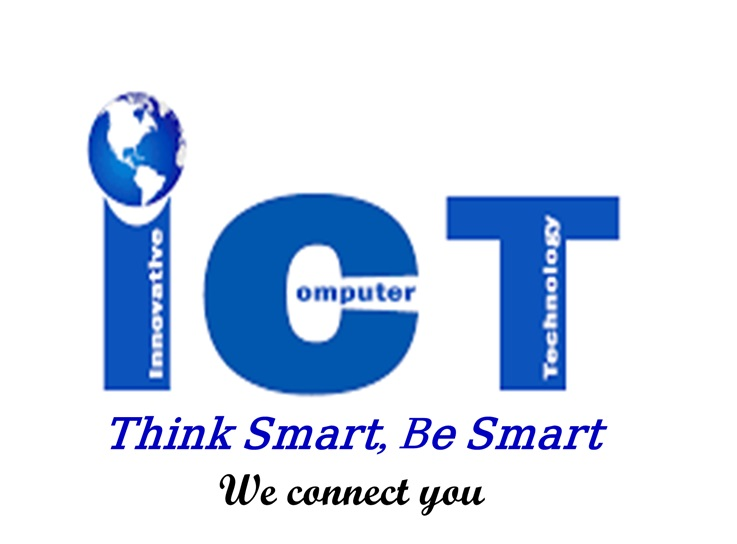 iCT
Innovative
omputer
Technology
Think Smart, Be Smart
We connect you